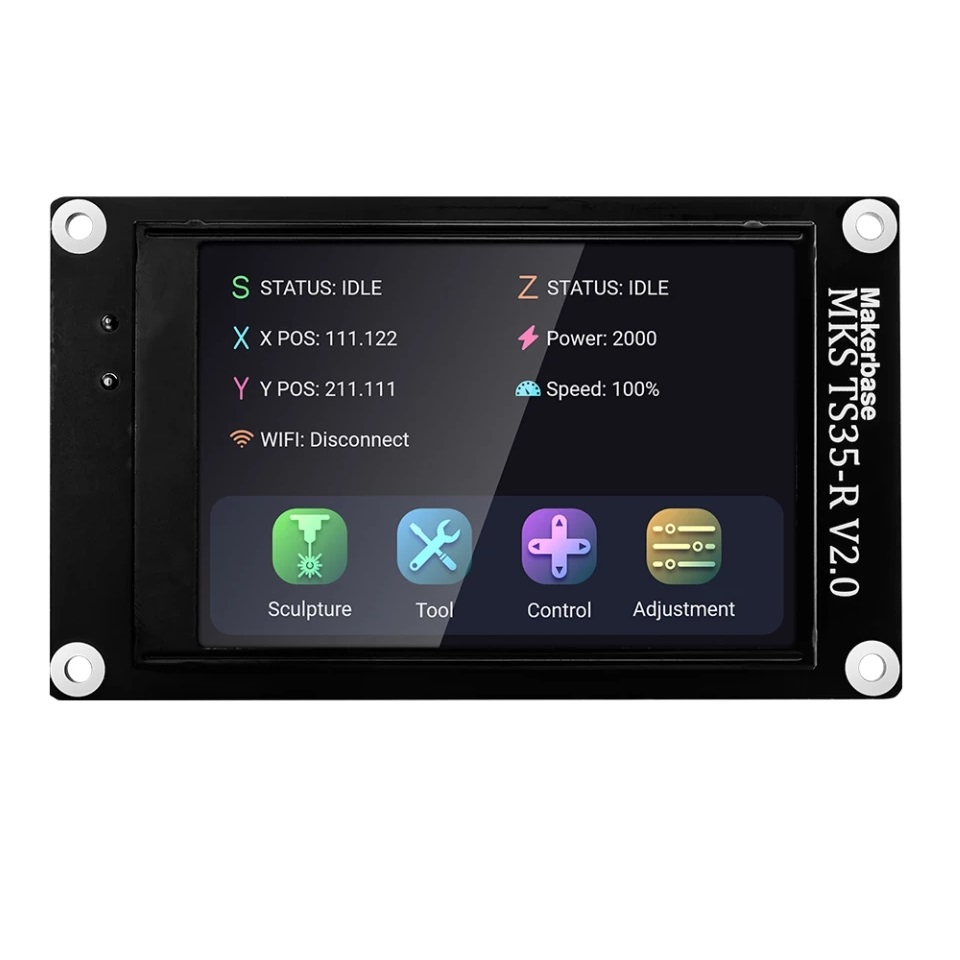 S STATUS: IDLE
Z STATUS: IDLE
X X POS: 111.122
Power: 2000
Y Y POS: 211.111
Speed: 100%
WIFI: Disconnect
Sculpture
Tool
Control
Adjustment
Makerbase
MKS TS35-R V2.0